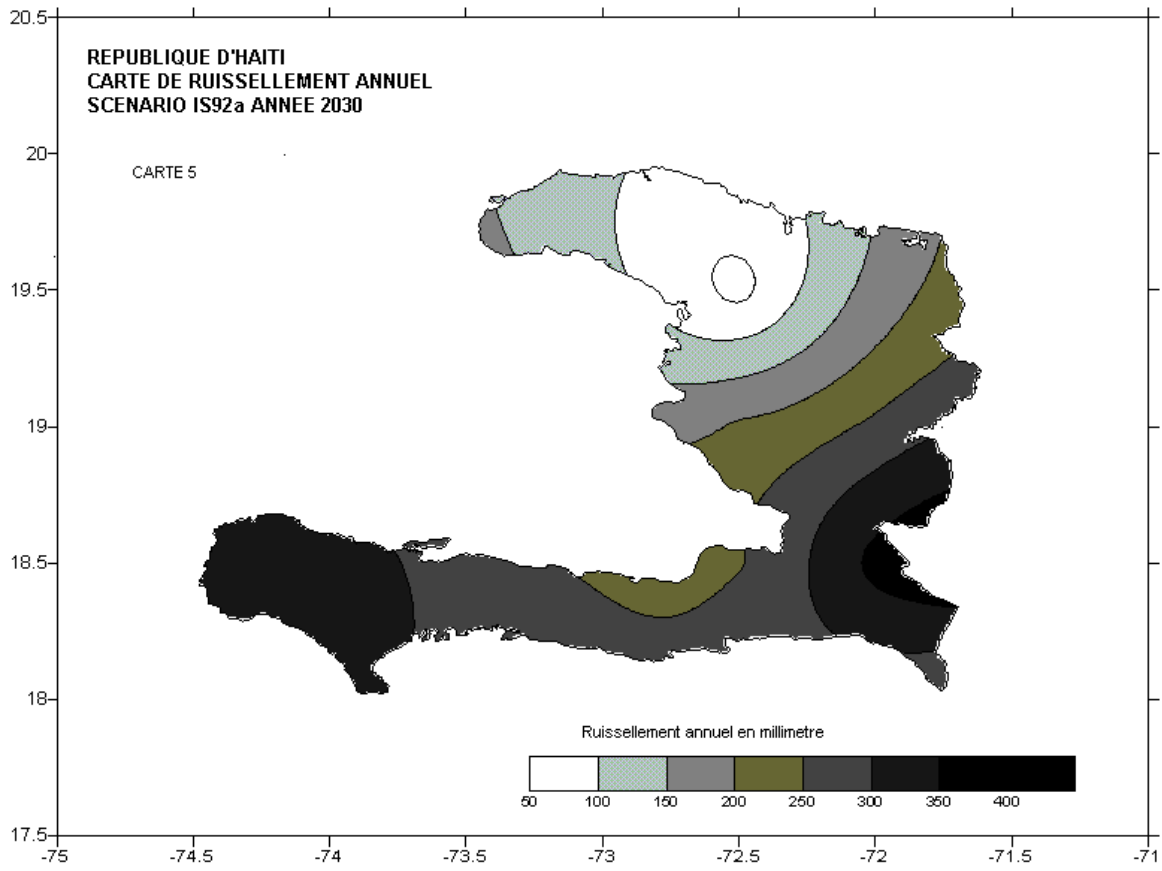 20.5
REPUBLIQUE D'HAITI
CARTE DE RUISSELLEMENT ANNUEL
SCENARIO IS92a ANNEE 2030
20
CARTE 5
19.5
19
18.5
18
Ruissellement annuel en millimetre
50 100 150 200 250 300 350 400
17.5
-75 -74.5 -74 -73.5 -73 -72.5 -72 -71.5 -71